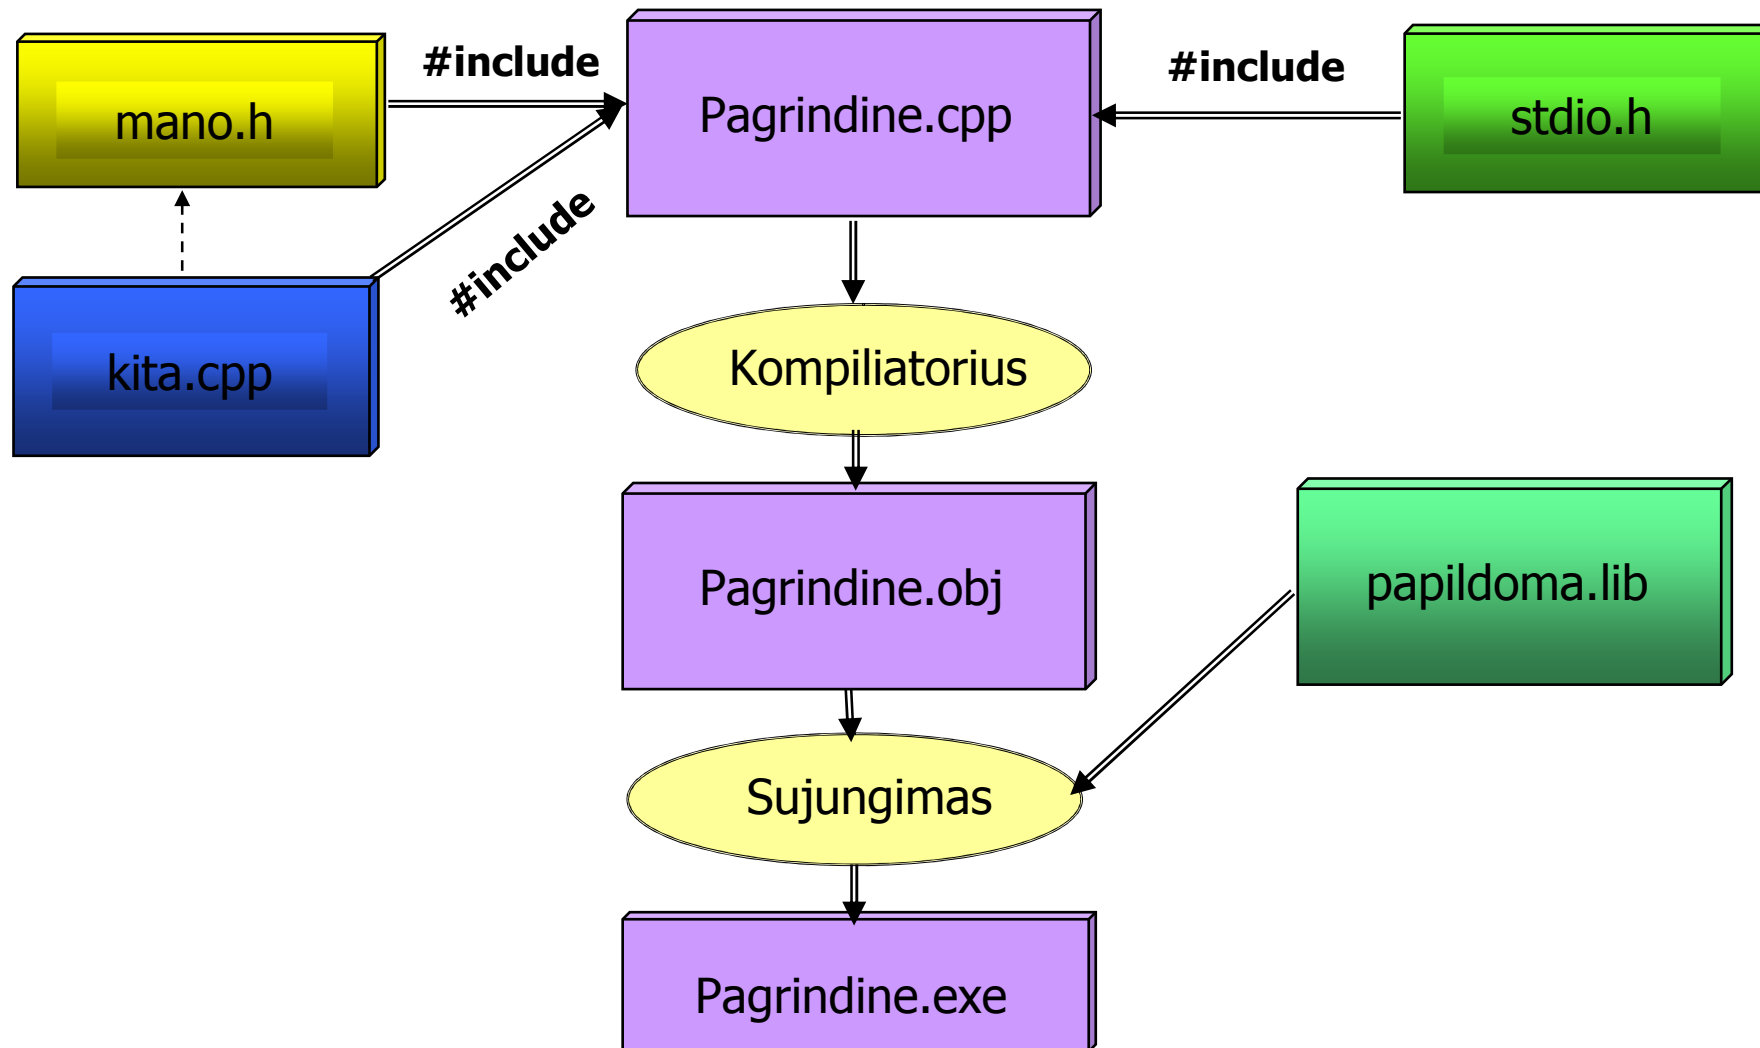 #include
#include
mano.h
Pagrindine.cpp
stdio.h
#include
kita.cpp
Kompiliatorius
Pagrindine.obj
papildoma.lib
Sujungimas
Pagrindine.exe